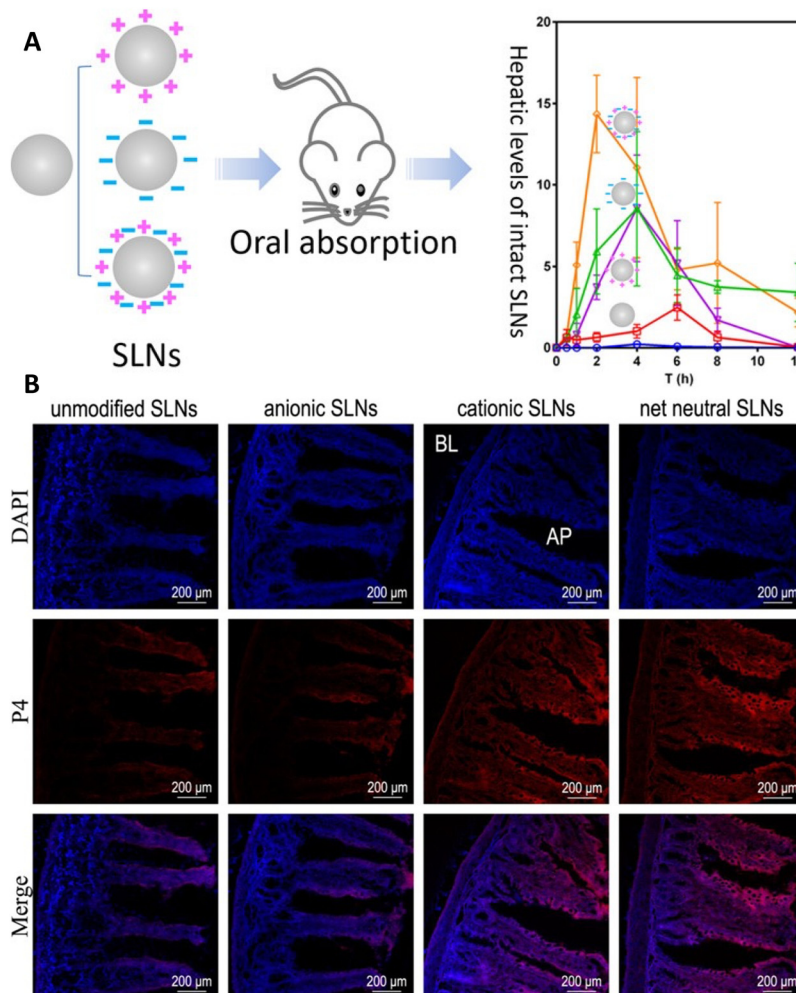 A
SLNs
Oral absorption
Hepatic levels of intact SLNs
20
15
10
5
0
0 2 4 6 8 10 12
T (h)
B
unmodified SLNs anionic SLNs cationic SLNs net neutral SLNs
DAPI
BL
AP
200 µm 200 µm 200 µm 200 µm
P4
200 µm 200 µm 200 µm 200 µm
Merge
200 µm 200 µm 200 µm 200 µm